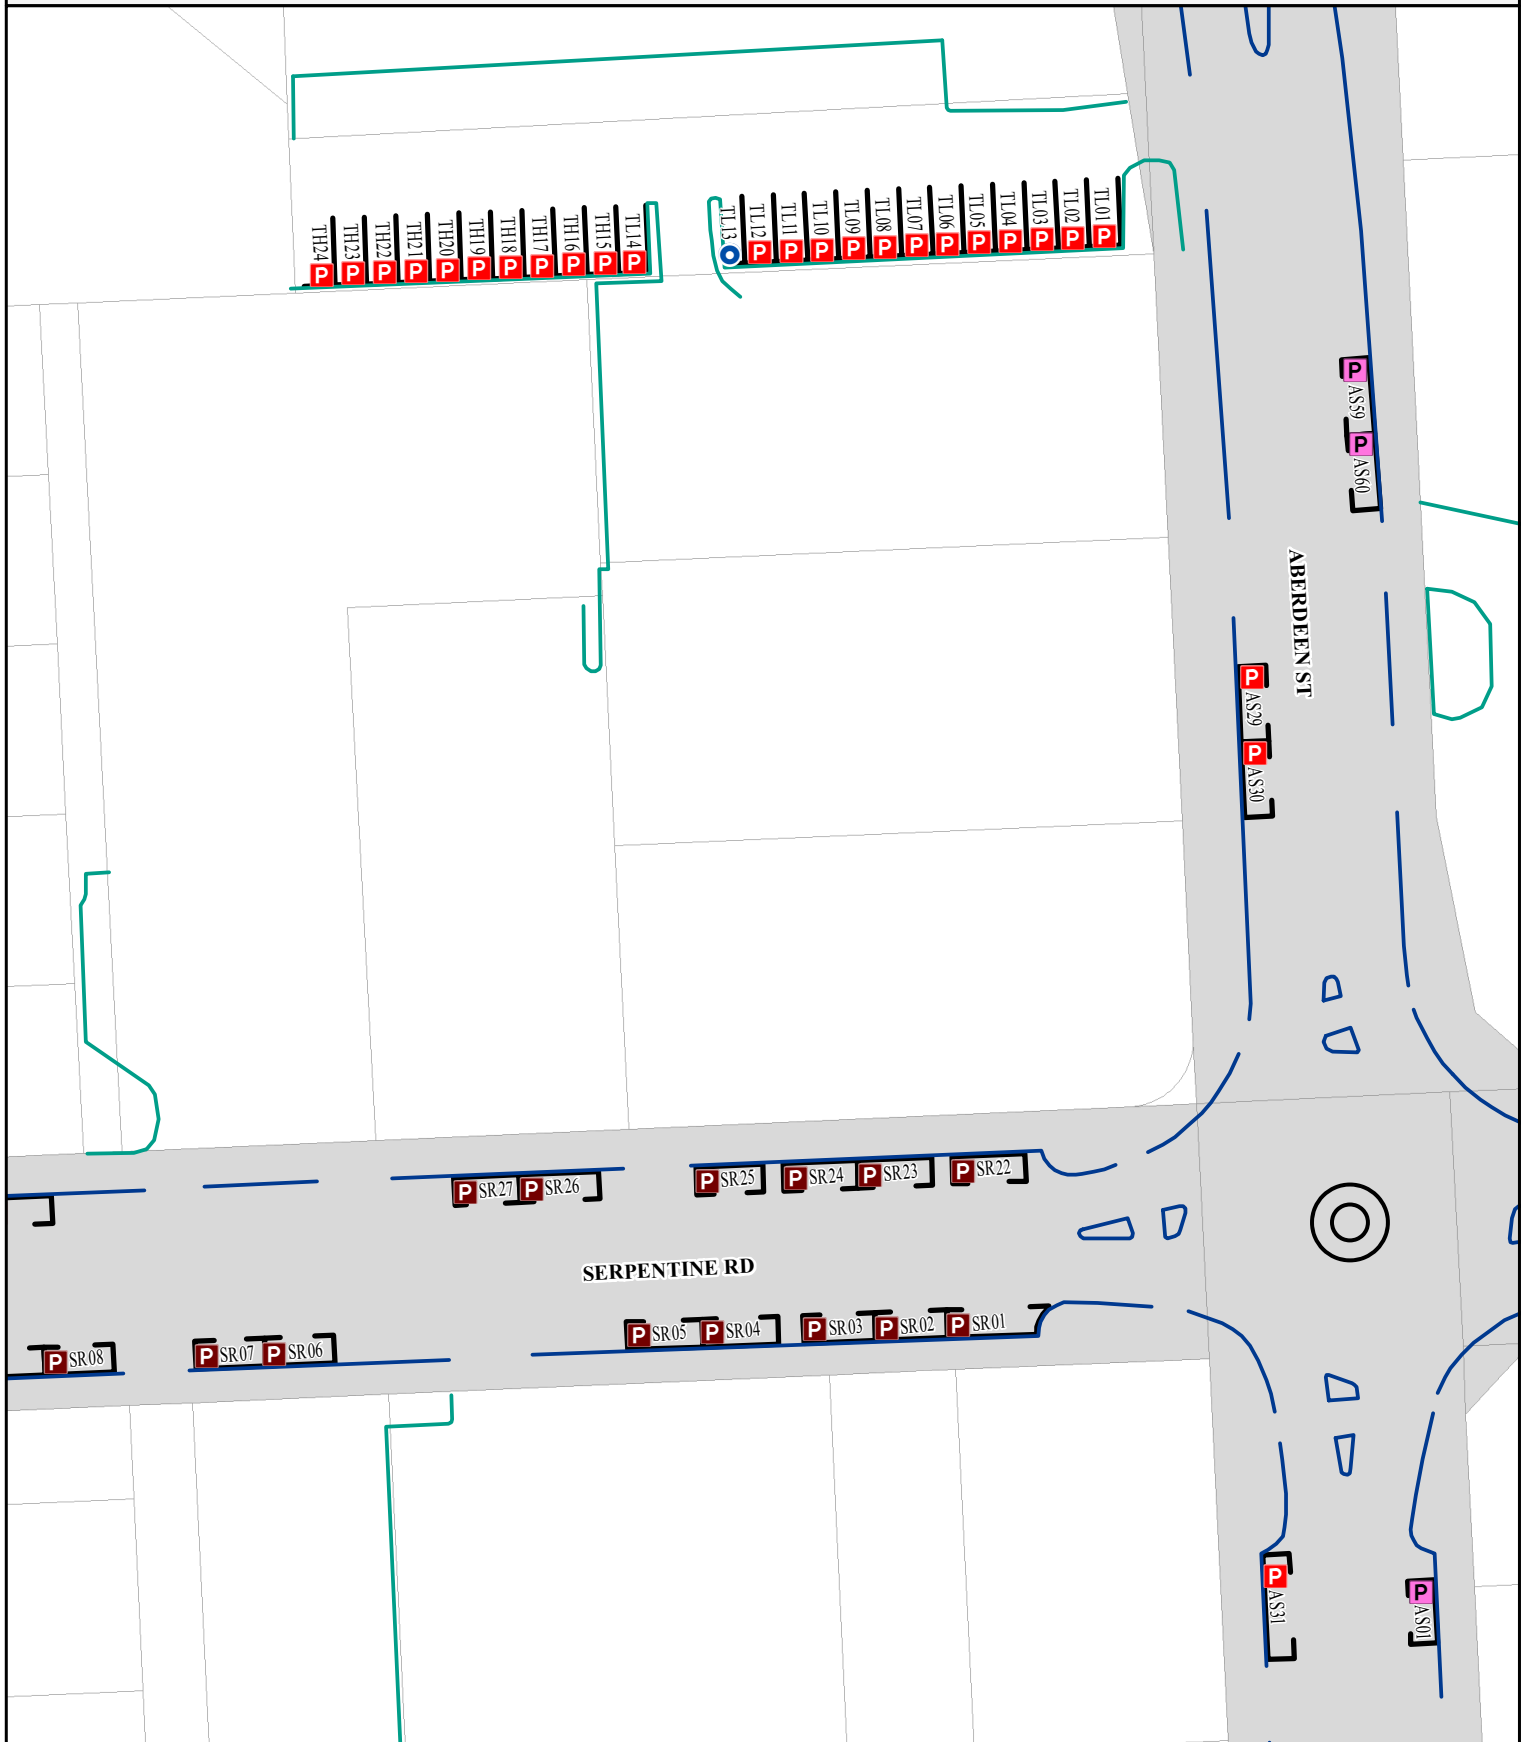 TH24 P
TH23 P
TH22 P
TH21 P
TH20 P
TH19 P
TH18 P
TH17 P
TH16 P
TH15 P
TL14 P
TL13
TL12 P
TL11 P
TL10 P
TL09 P
TL08 P
TL07 P
TL06 P
TL05 P
TL04 P
TL03 P
TL02 P
TL01 P
P AS59
P AS60
ABERDEEN ST
P AS29
P AS30
P SR27
P SR26
P SR25
P SR24
P SR23
P SR22
SERPENTINE RD
P SR08
P SR07
P SR06
P SR05
P SR04
P SR03
P SR02
P SR01
P AS31
P AS01